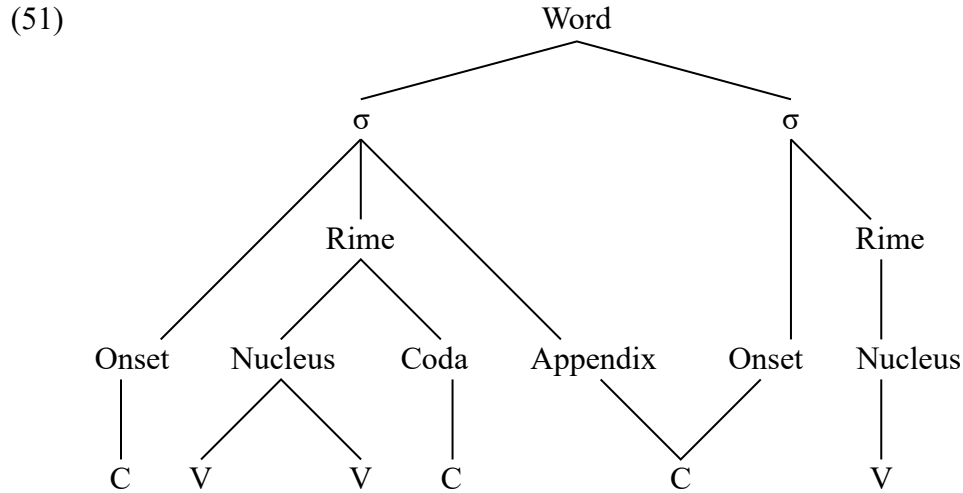 (51) Word
σ σ
Rime Rime
Onset Nucleus Coda Appendix Onset Nucleus
C V V C C V